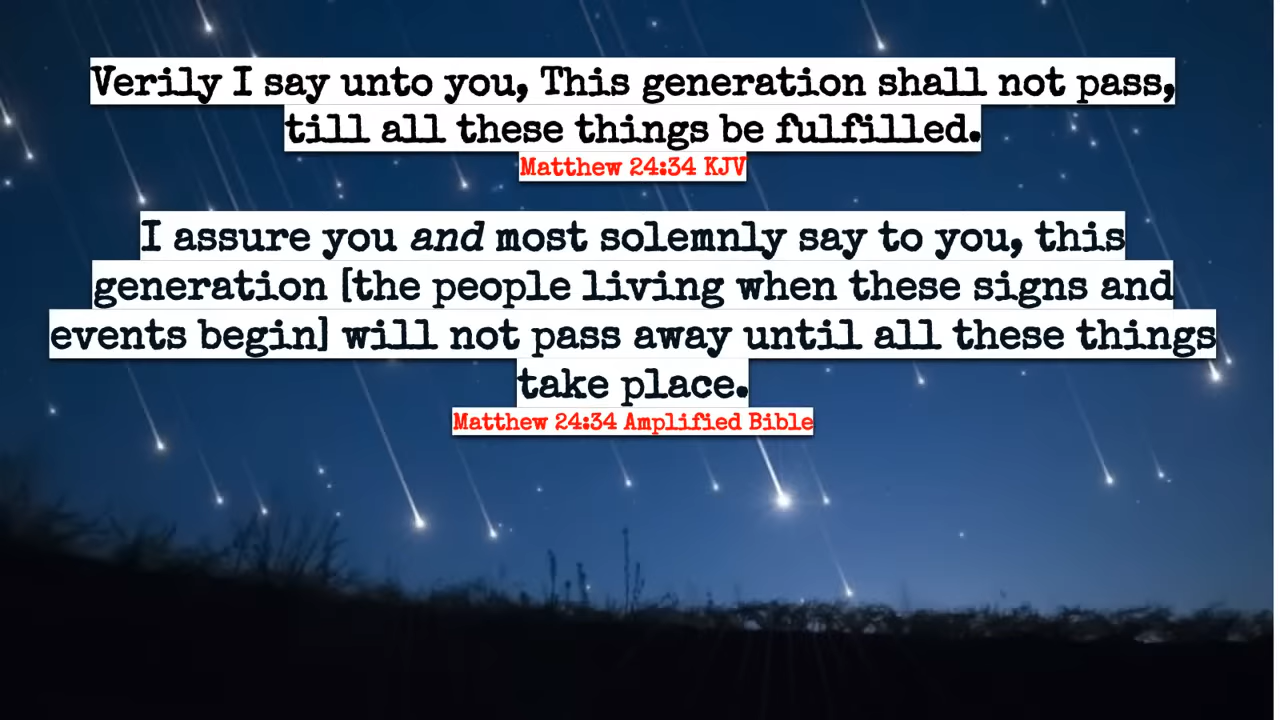 Verily I say unto you, This generation shall not pass,
till all these things be fulfilled.
Matthew 24:34 KJV
I assure you and most solemnly say to you, this
generation [the people living when these signs and
events begin] will not pass away until all these things
take place.
Matthew 24:34 Amplified Bible